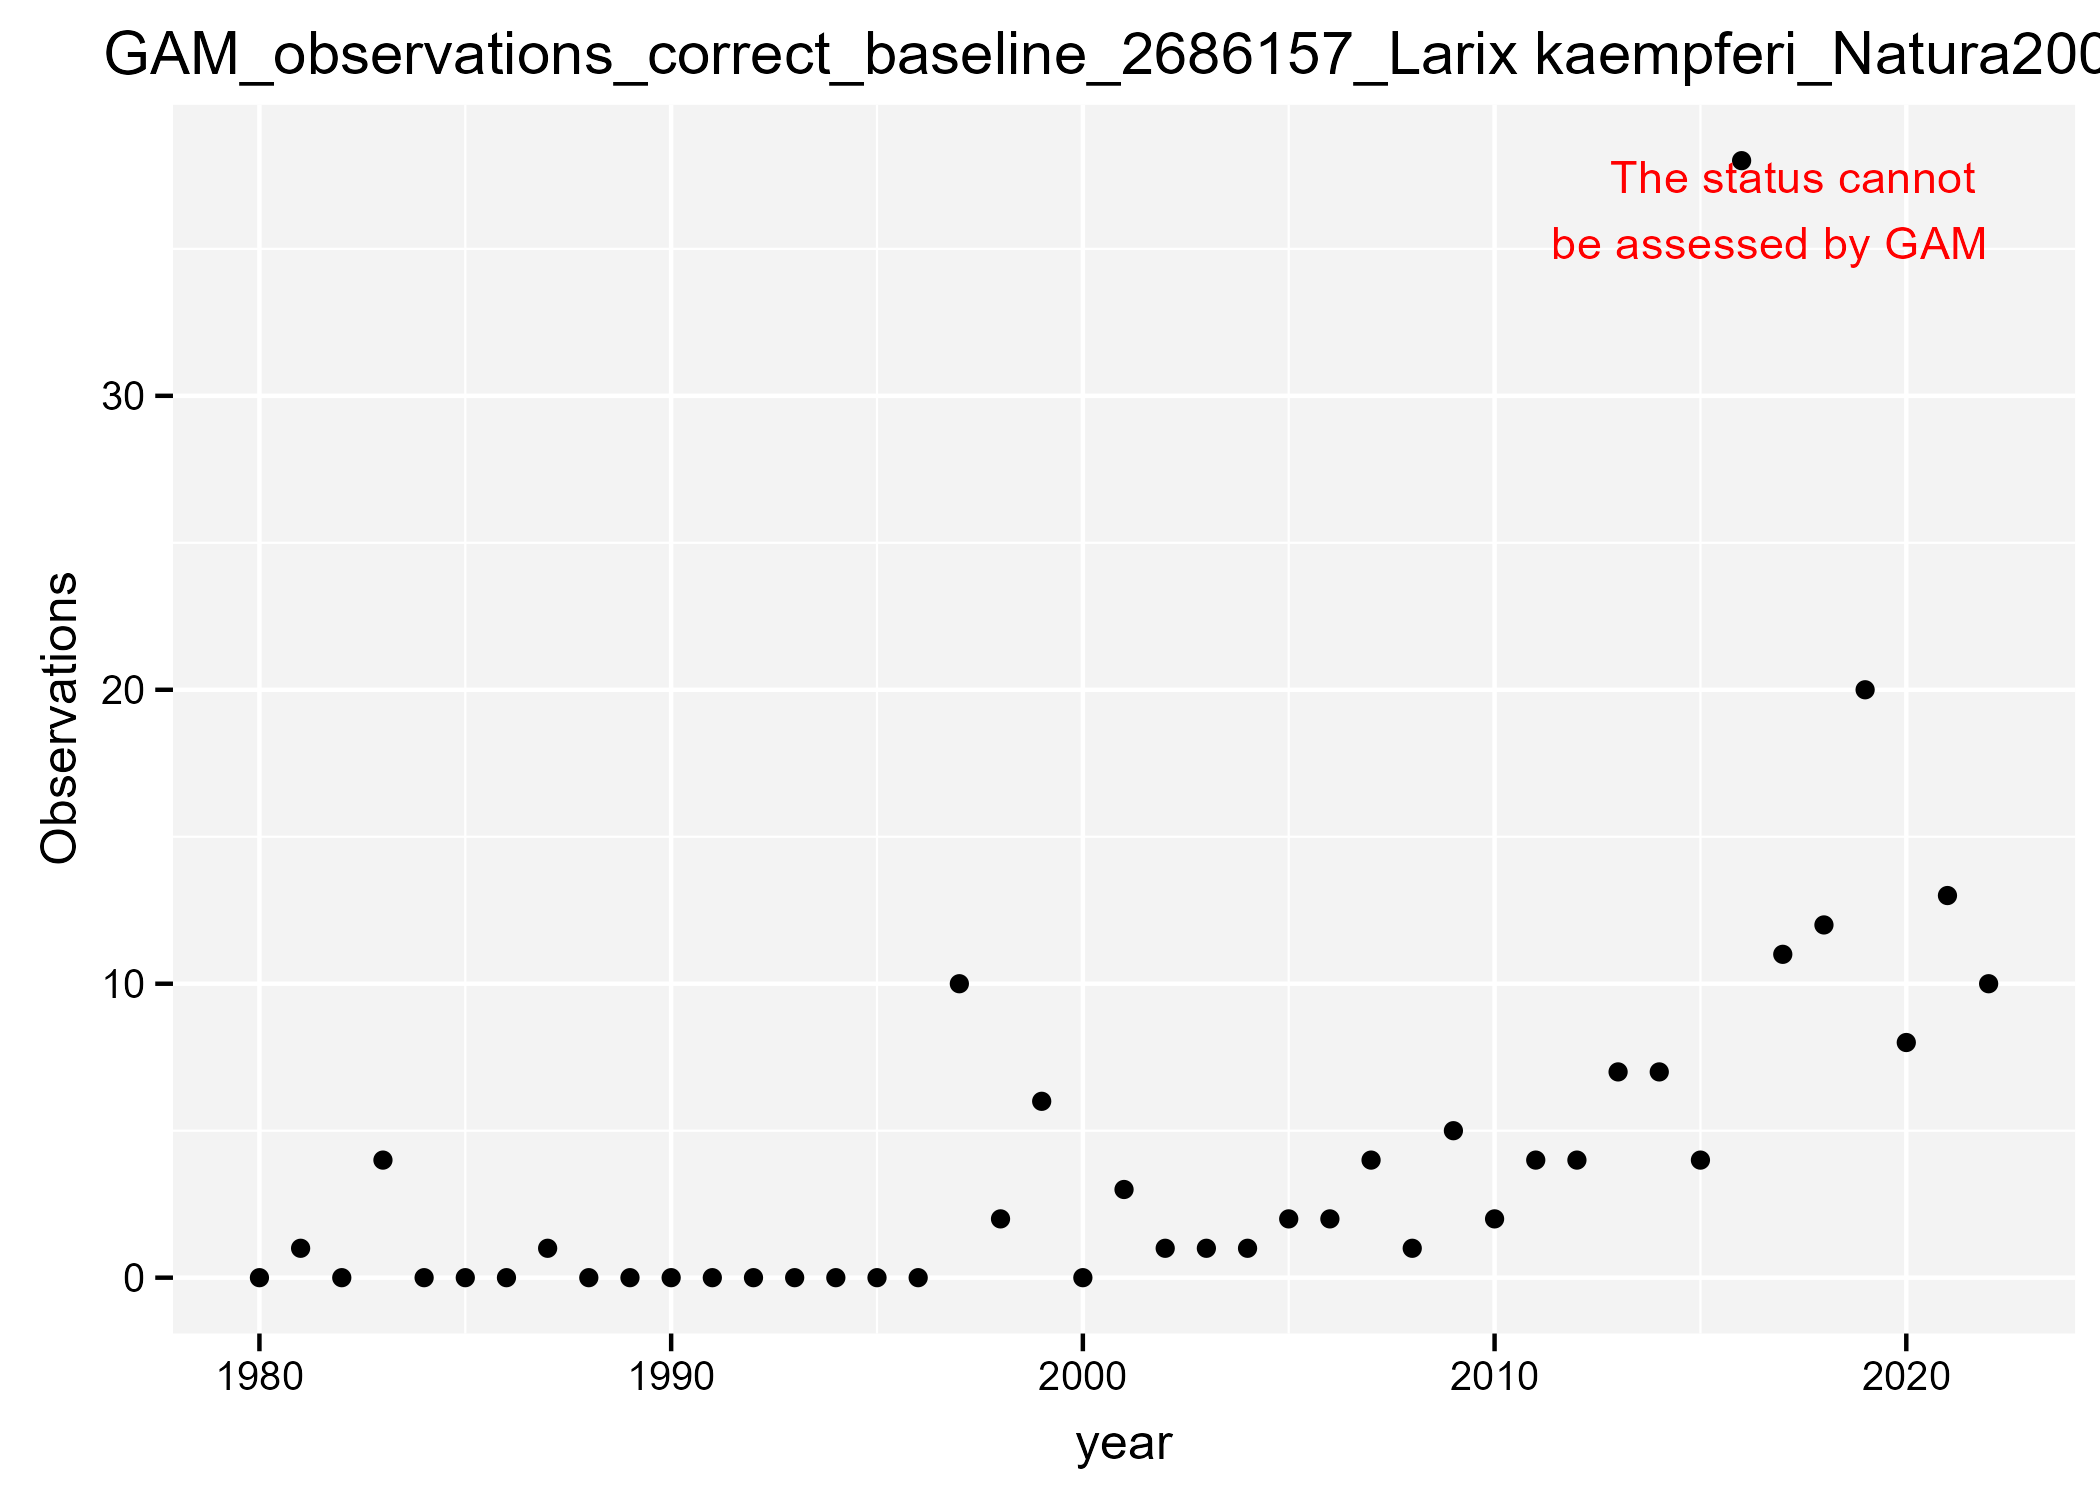 GAM_observations_correct_baseline_2686157_Larix kaempferi_Natura200
The status cannot
be assessed by GAM
30
20
10
0
Observations
1980 1990 2000 2010 2020
year